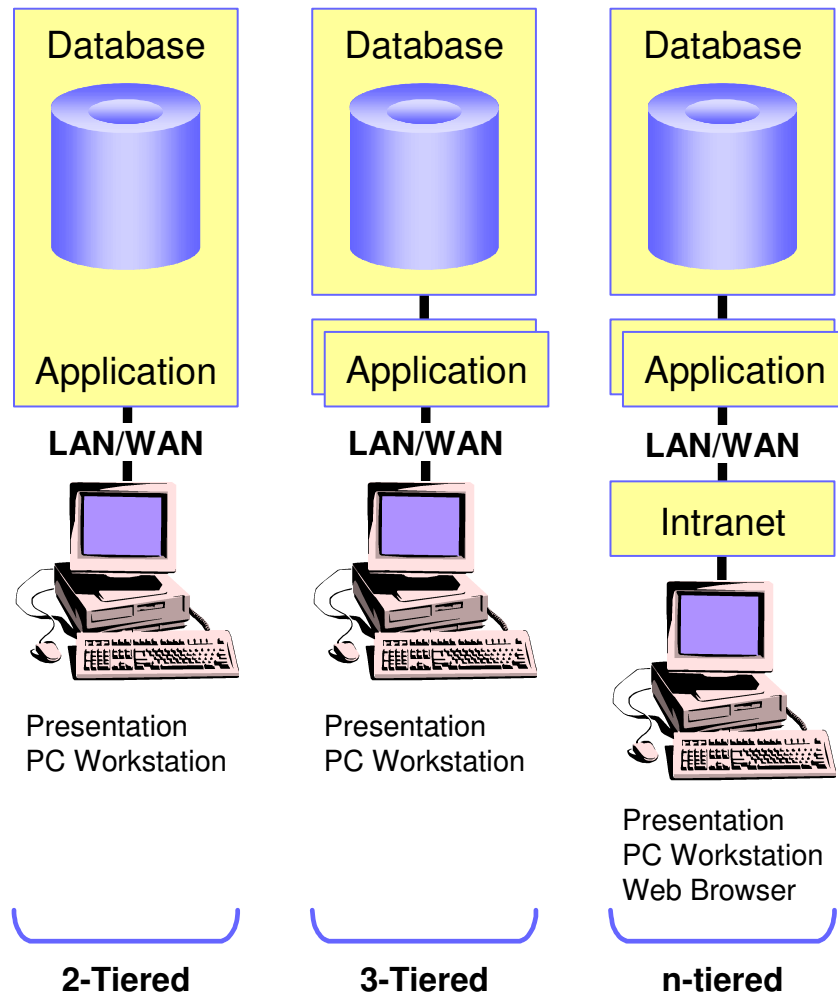 Database
Application
LAN/WAN
Presentation
PC Workstation
2-Tiered
Database
Application
LAN/WAN
Presentation
PC Workstation
3-Tiered
Database
Application
LAN/WAN
Intranet
Presentation
PC Workstation
Web Browser
n-tiered